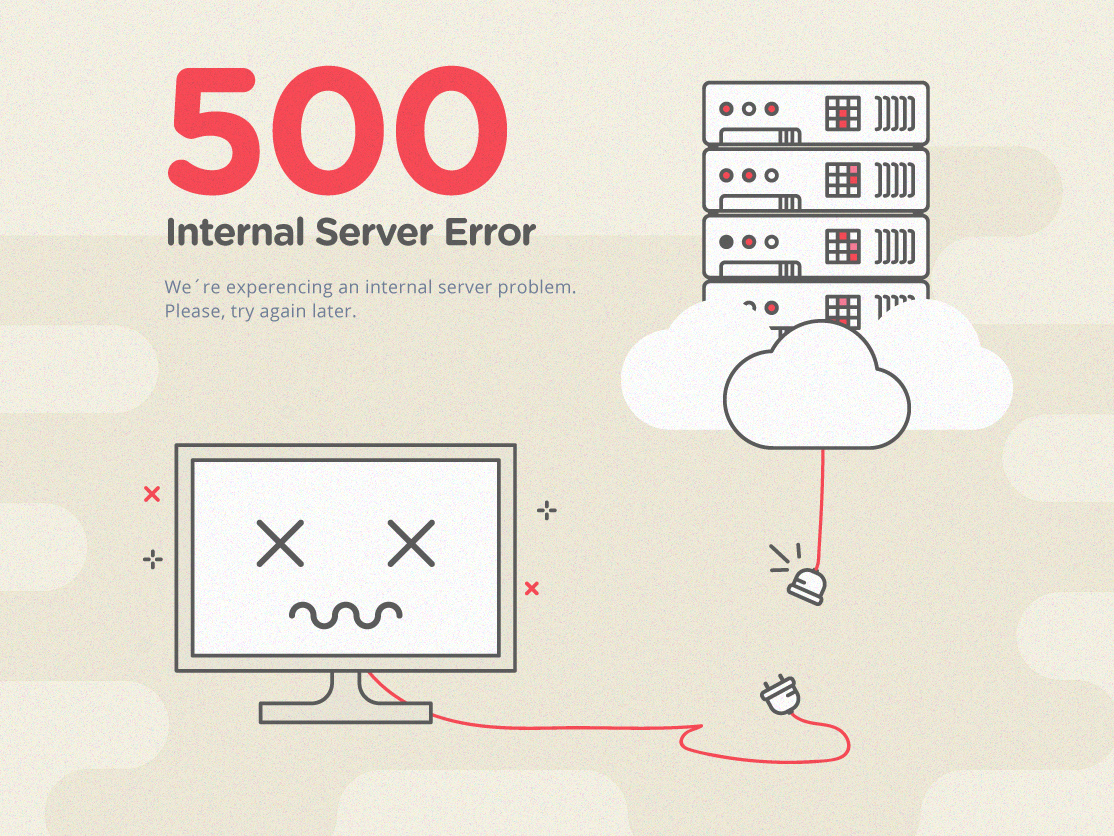 500
Internal Server Error
We´re experencing an internal server problem.
Please, try again later.